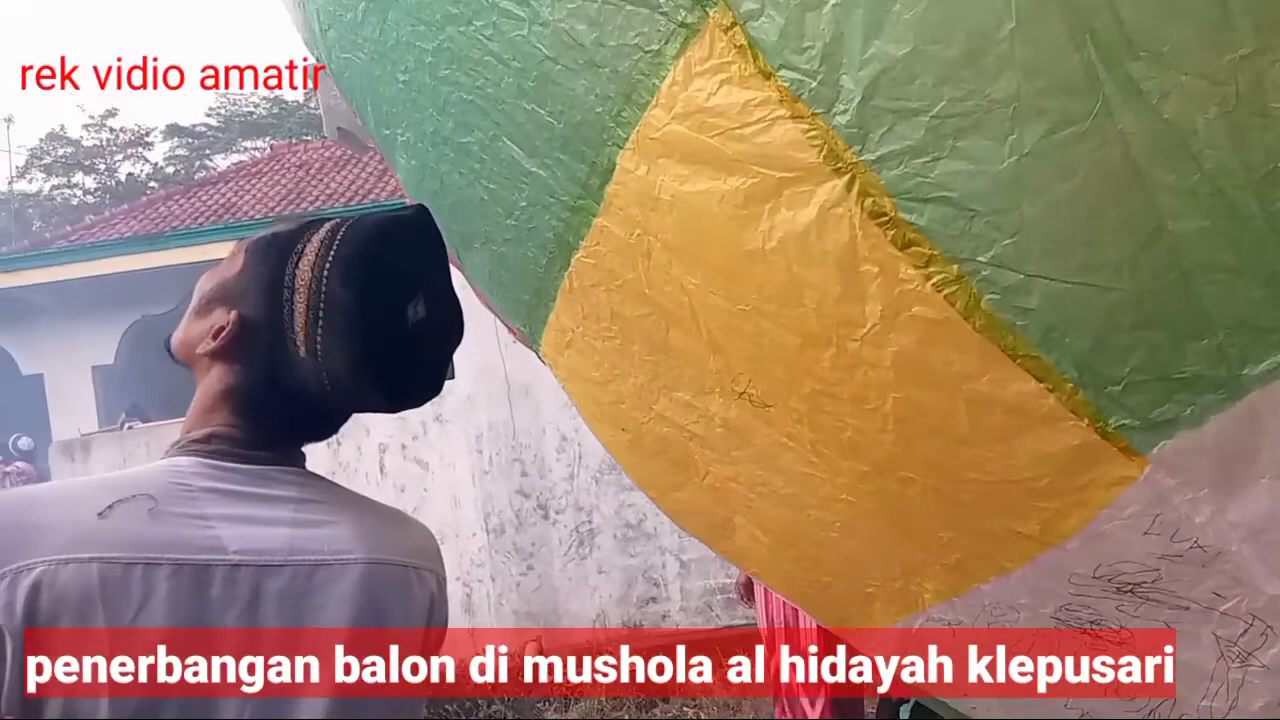 rek vidio amatir
penerbangan balon di mushola al hidayah klepusari